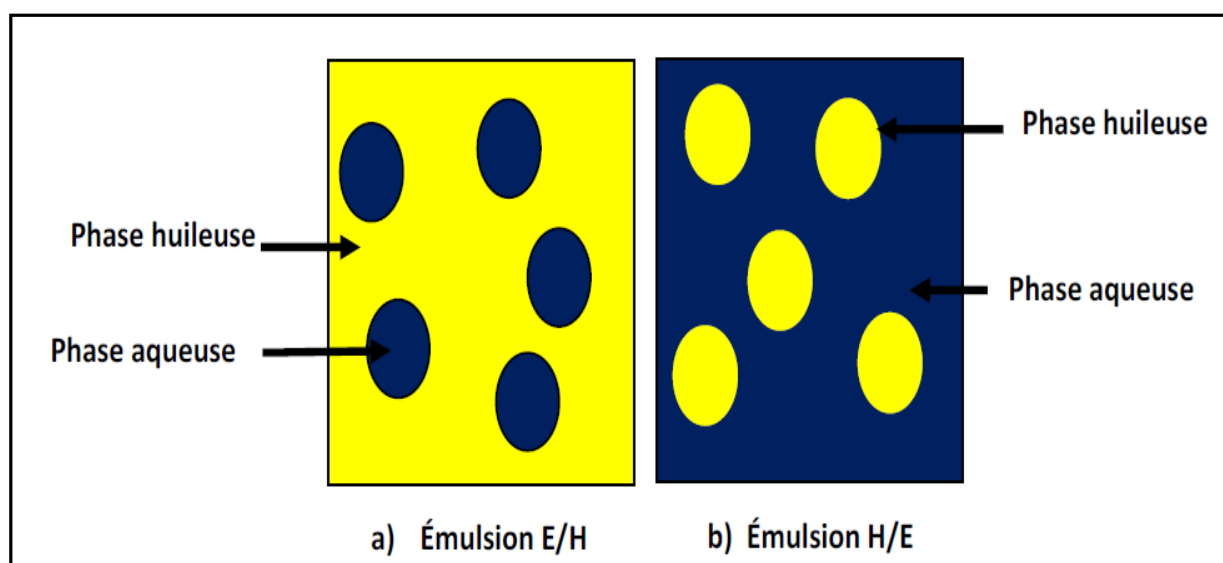 Phase huileuse
Phase huileuse
Phase aqueuse
Phase aqueuse
a) Émulsion E/H
b) Émulsion H/E